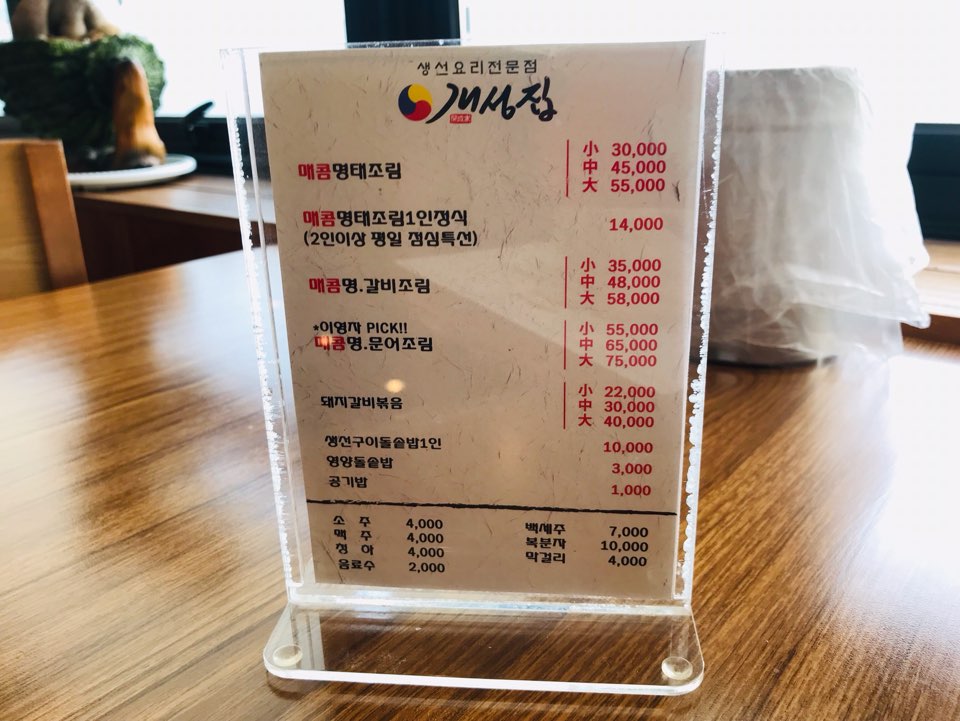 생선요리전문점
개성집
매콤명태조림
小 30,000
中 45,000
大 55,000
매콤명태조림1인정식 14,000
(2인이상 평일 점심특선)
매콤명.갈비조림
小 35,000
中 48,000
大 58,000
*이영자 PICK!!
매콤명.문어조림
小 55,000
中 65,000
大 75,000
돼지갈비볶음
小 22,000
中 30,000
大 40,000
생선구이돌솥밥1인 10,000
영양돌솥밥 3,000
공기밥 1,000
소 주 4,000
맥 주 4,000
청 하 4,000
음료수 2,000
백세주 7,000
복분자 10,000
막걸리 4,000